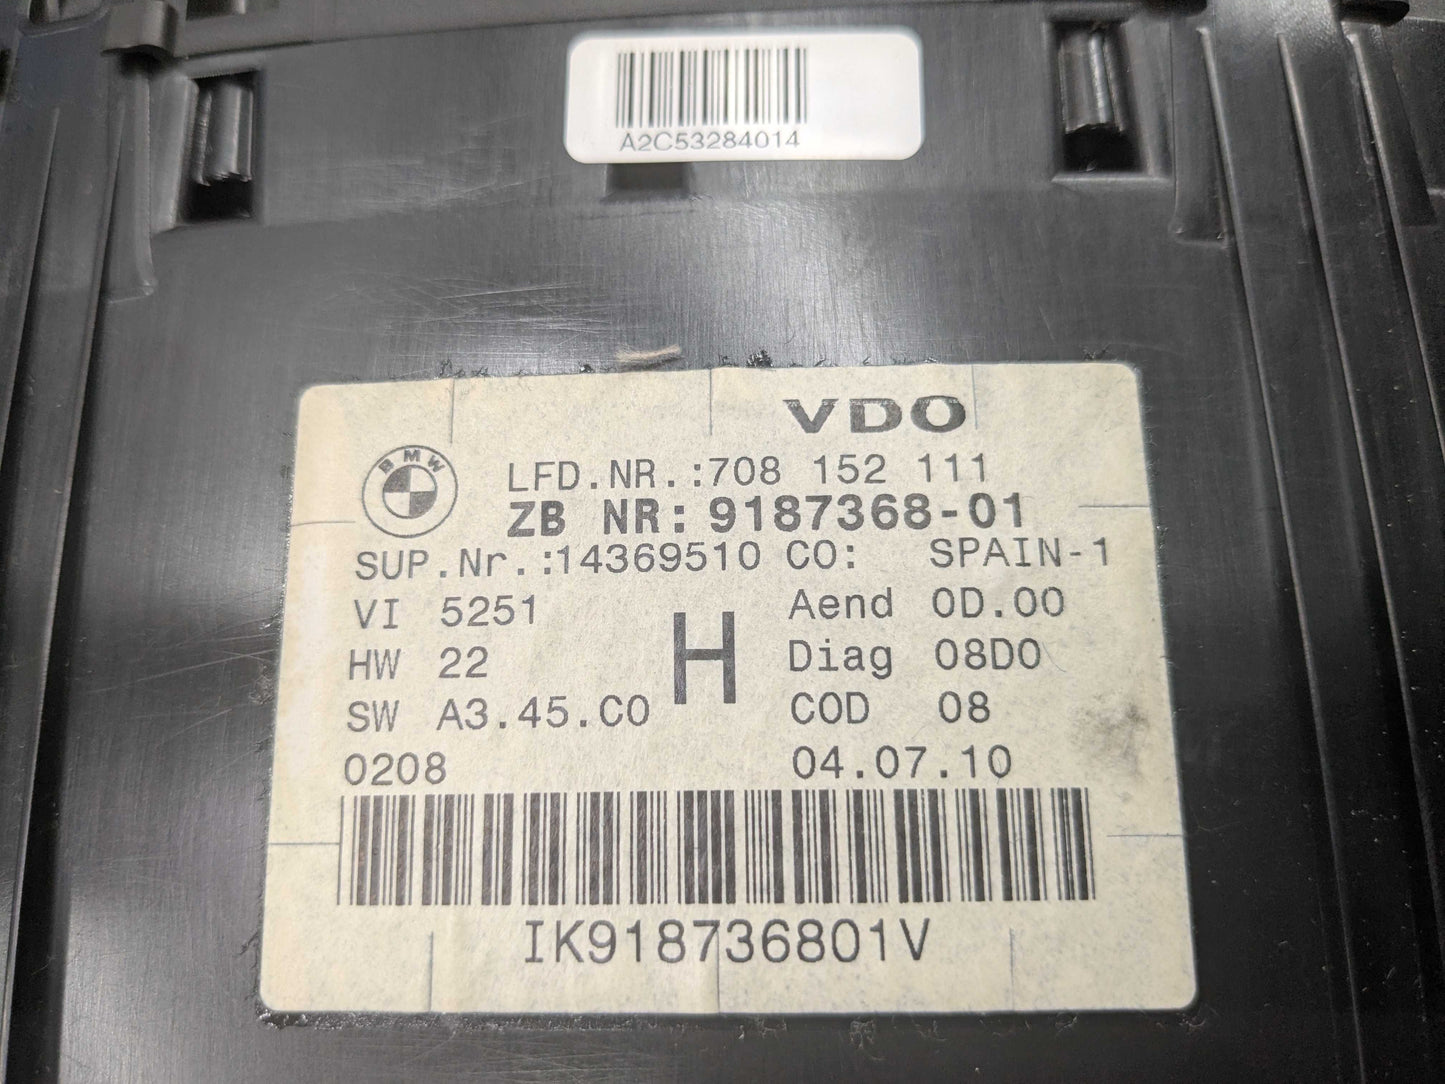 A2C53284014
VDO
BMW
LFD.NR.:708 152 111
ZB NR: 9187368-01
SUP.Nr.:14369510 CO: SPAIN-1
VI 5251
Aend 0D.00
HW 22
H
Diag 08D0
SW A3.45.C0
COD 08
0208
04.07.10
IK918736801V